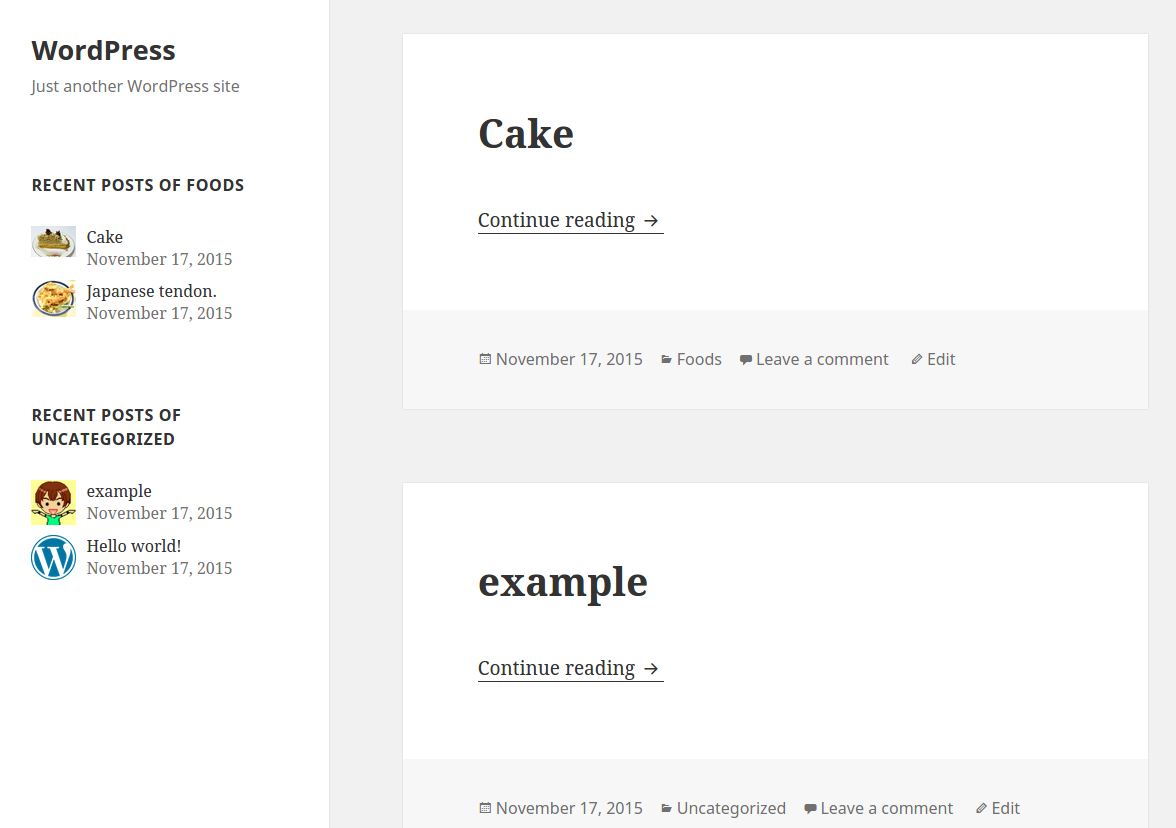 WordPress
Just another WordPress site
RECENT POSTS OF FOODS
Cake
November 17, 2015
Japanese tendon.
November 17, 2015
RECENT POSTS OF
UNCATEGORIZED
example
November 17, 2015
Hello world!
November 17, 2015
Cake
Continue reading →
November 17, 2015 Foods Leave a comment Edit
example
Continue reading →
November 17, 2015 Uncategorized Leave a comment Edit